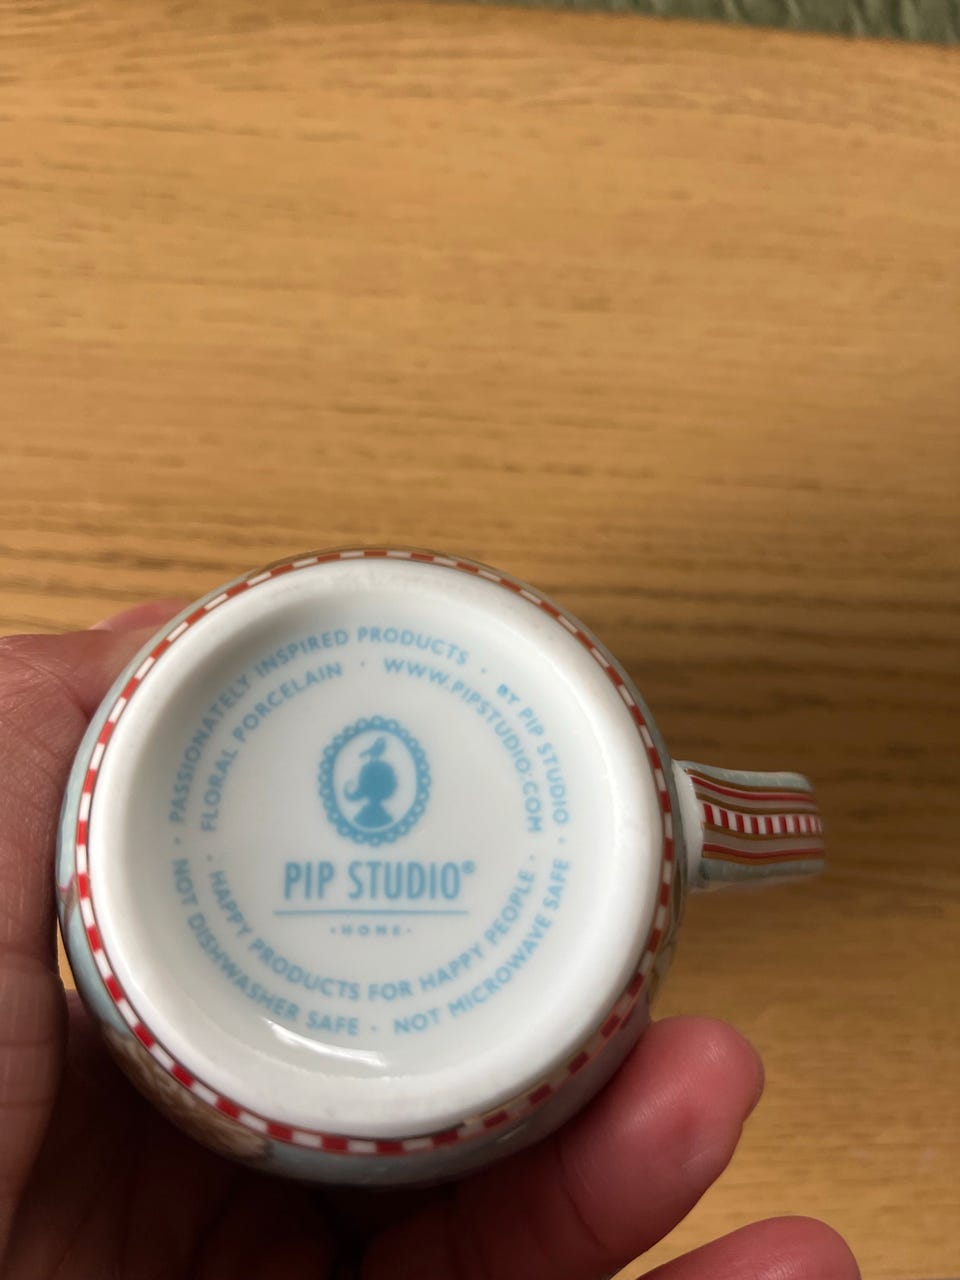 PASSIONATELY INSPIRED PRODUCTS · BY PIP STUDIO ·
FLORAL PORCELAIN · WWW.PIPSTUDIO.COM
PIP STUDIO®
· HOME ·
· HAPPY PRODUCTS FOR HAPPY PEOPLE ·
NON DISHWASHER SAFE · NOT MICROWAVE SAFE ·